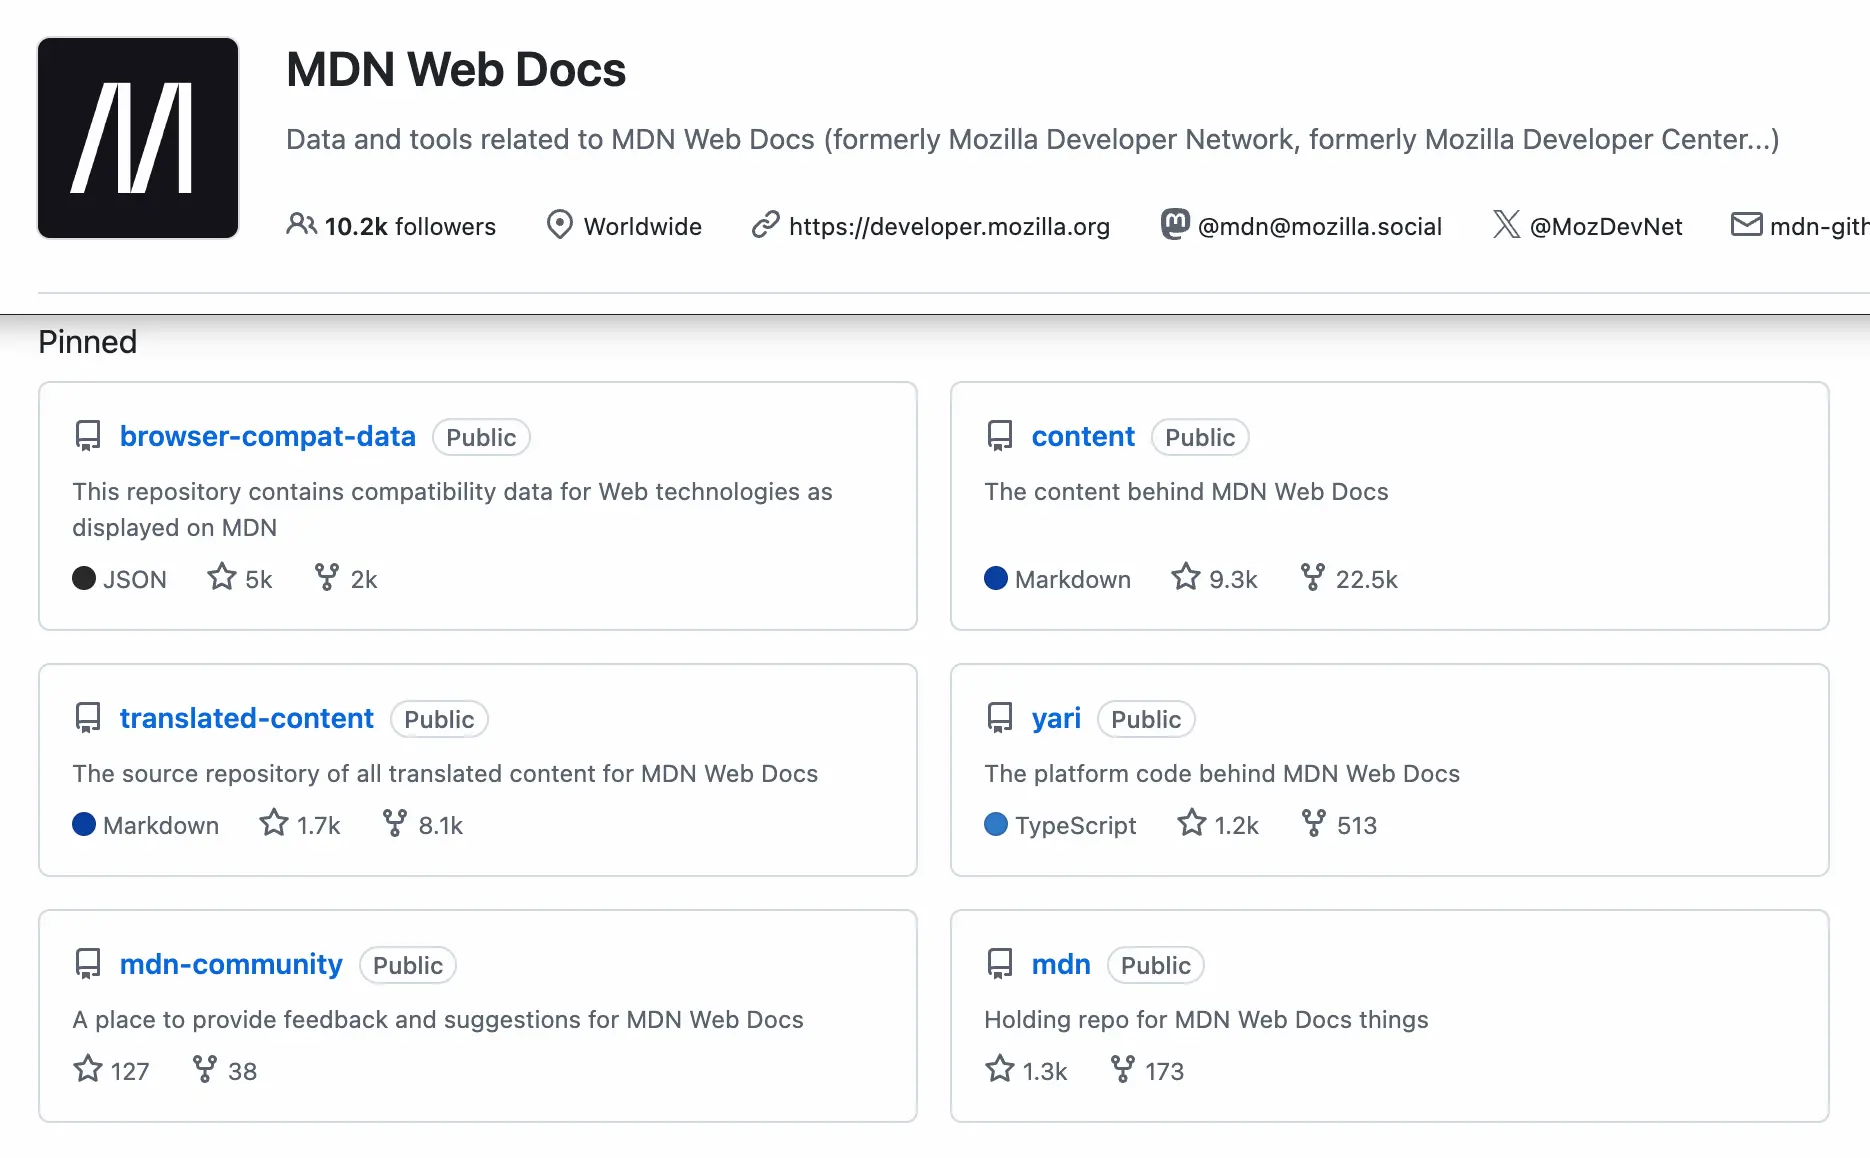 MDN Web Docs
Data and tools related to MDN Web Docs (formerly Mozilla Developer Network, formerly Mozilla Developer Center...)
10.2k followers Worldwide https://developer.mozilla.org @mdn@mozilla.social @MozDevNet mdn-gith
Pinned
browser-compat-data Public
This repository contains compatibility data for Web technologies as
displayed on MDN
JSON 5k 2k
content Public
The content behind MDN Web Docs
Markdown 9.3k 22.5k
translated-content Public
The source repository of all translated content for MDN Web Docs
Markdown 1.7k 8.1k
yari Public
The platform code behind MDN Web Docs
TypeScript 1.2k 513
mdn-community Public
A place to provide feedback and suggestions for MDN Web Docs
127 38
mdn Public
Holding repo for MDN Web Docs things
1.3k 173